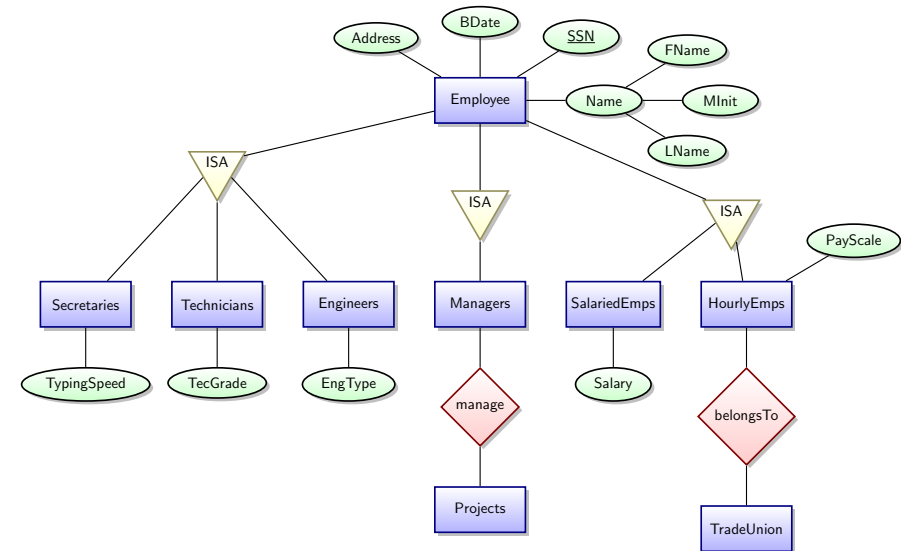 BDate
Address
SSN
FName
Employee
Name
MInit
LName
ISA
ISA
ISA
PayScale
Secretaries
Technicians
Engineers
Managers
SalariedEmps
HourlyEmps
TypingSpeed
TecGrade
EngType
Salary
manage
belongsTo
Projects
TradeUnion